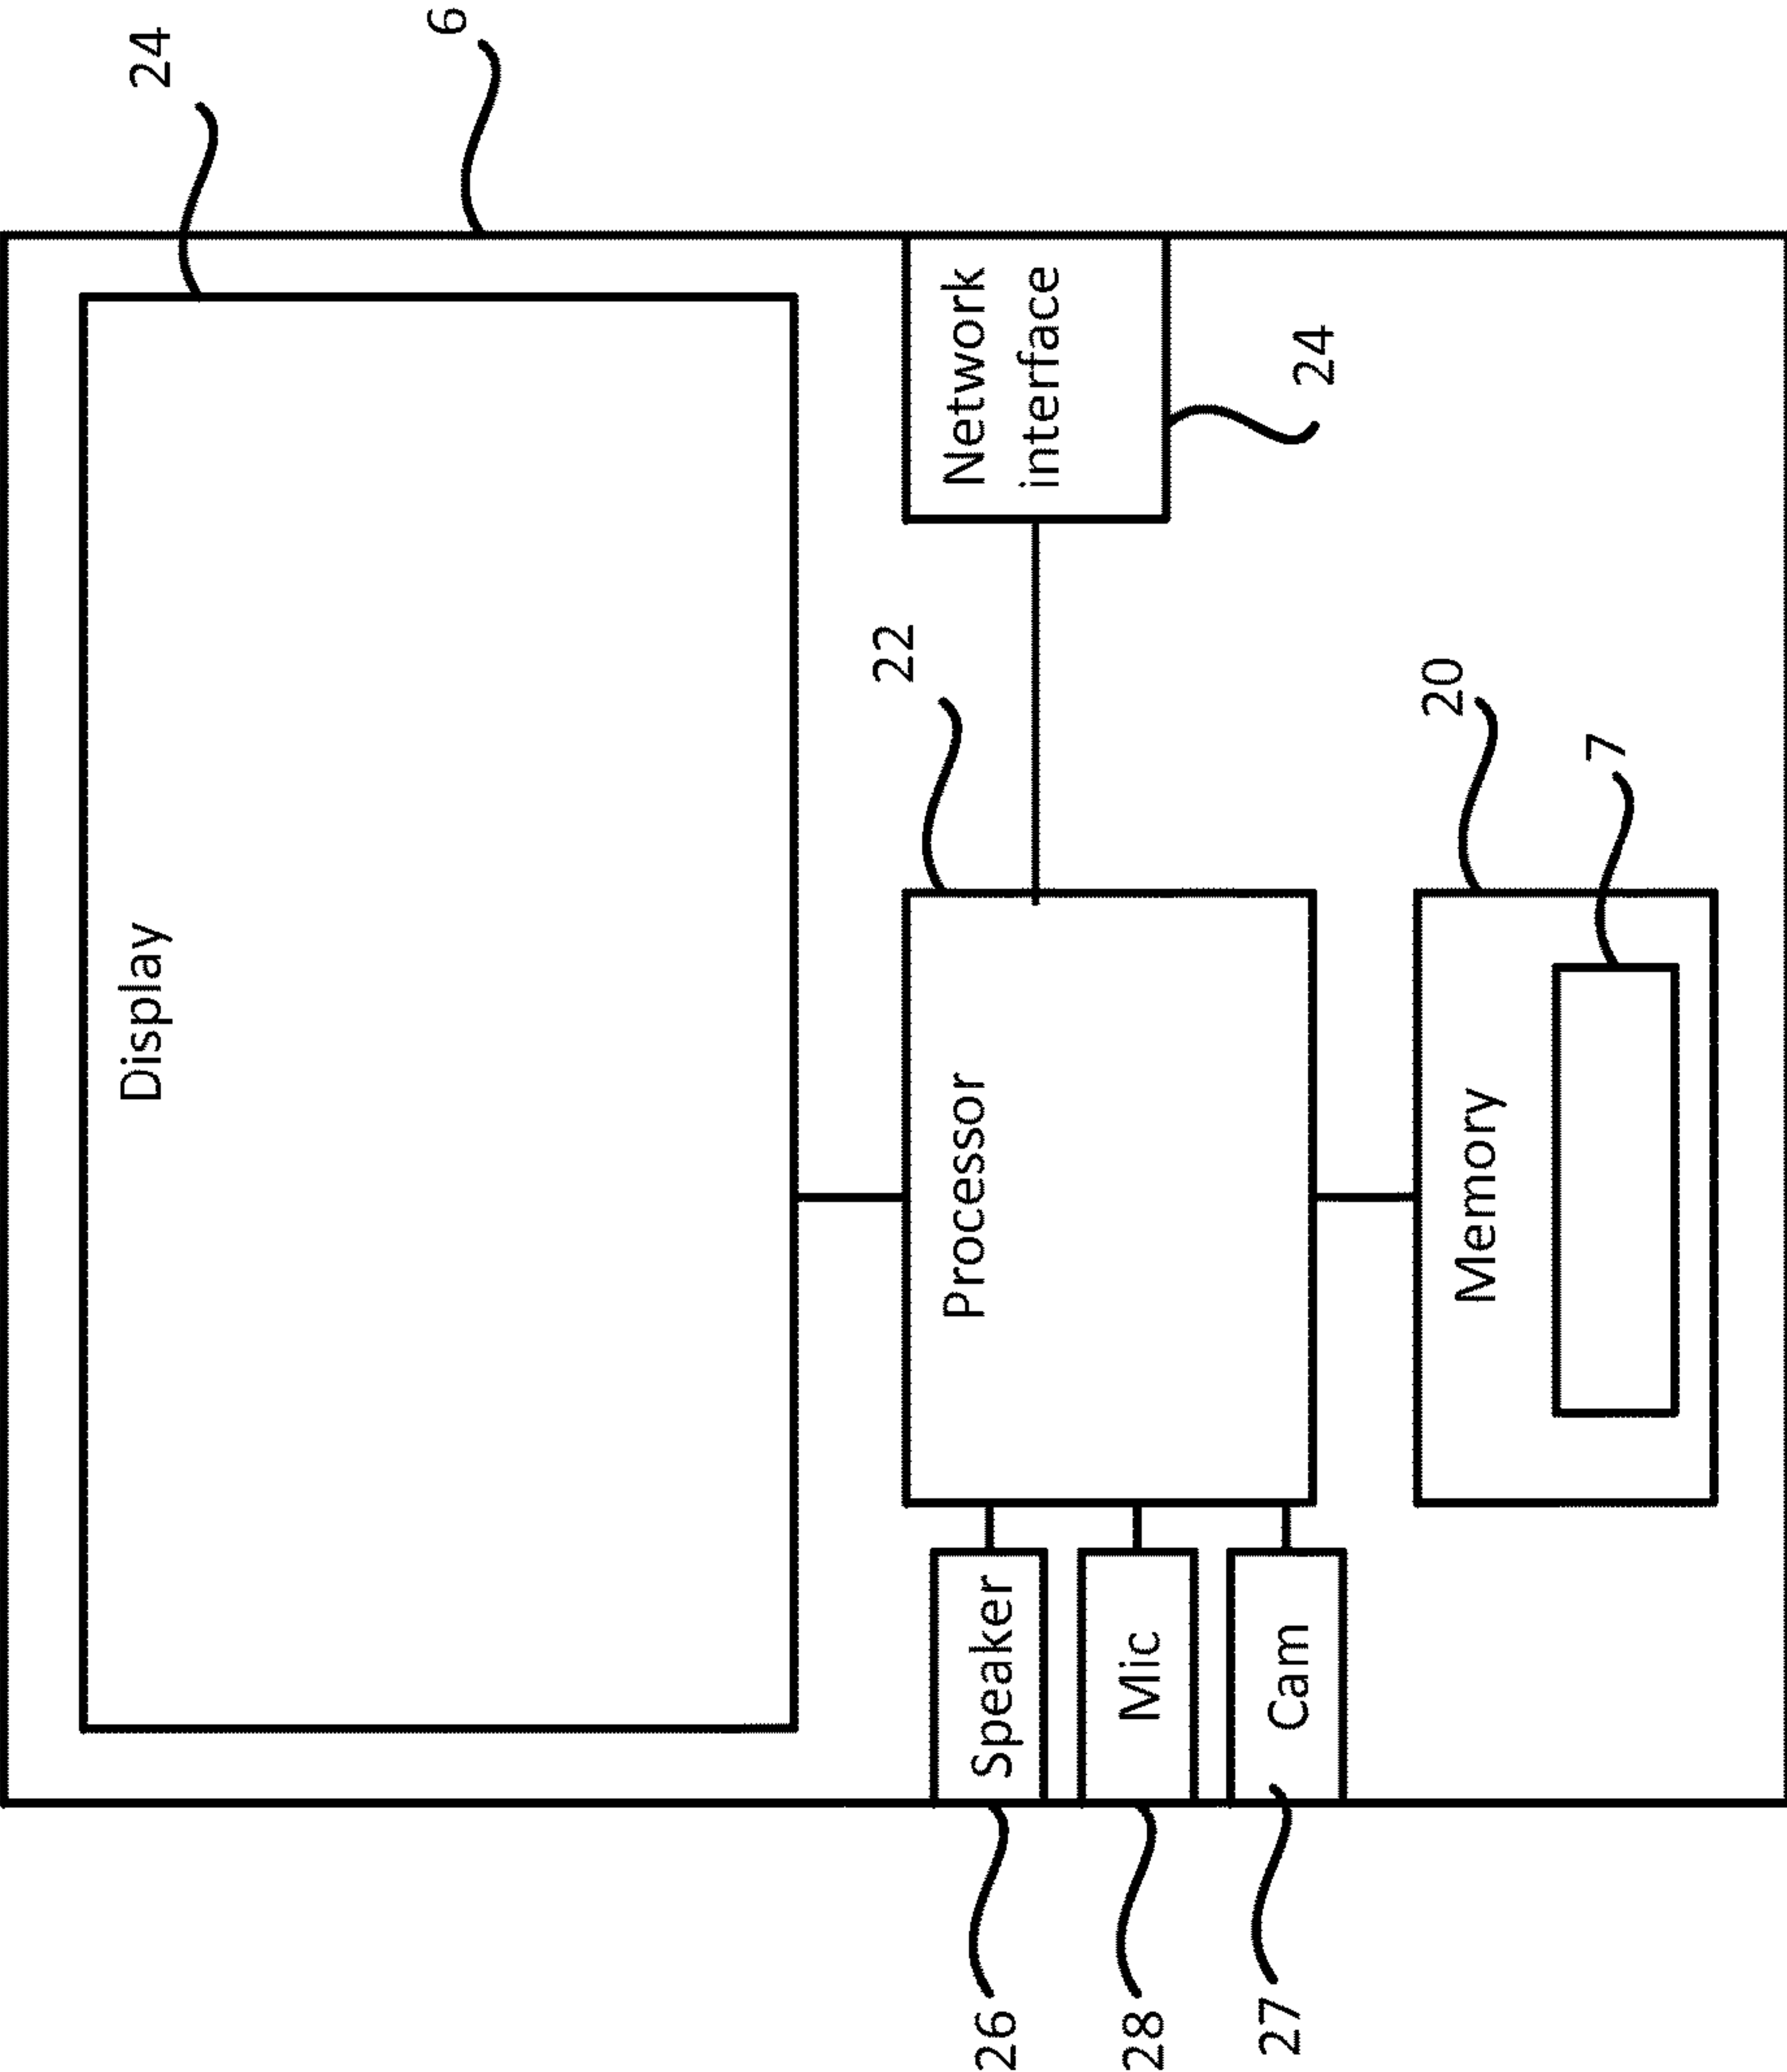 Display
24
6
22
Processor
Network
interface
26
Speaker
28
Mic
27
Cam
24
20
Memory
7